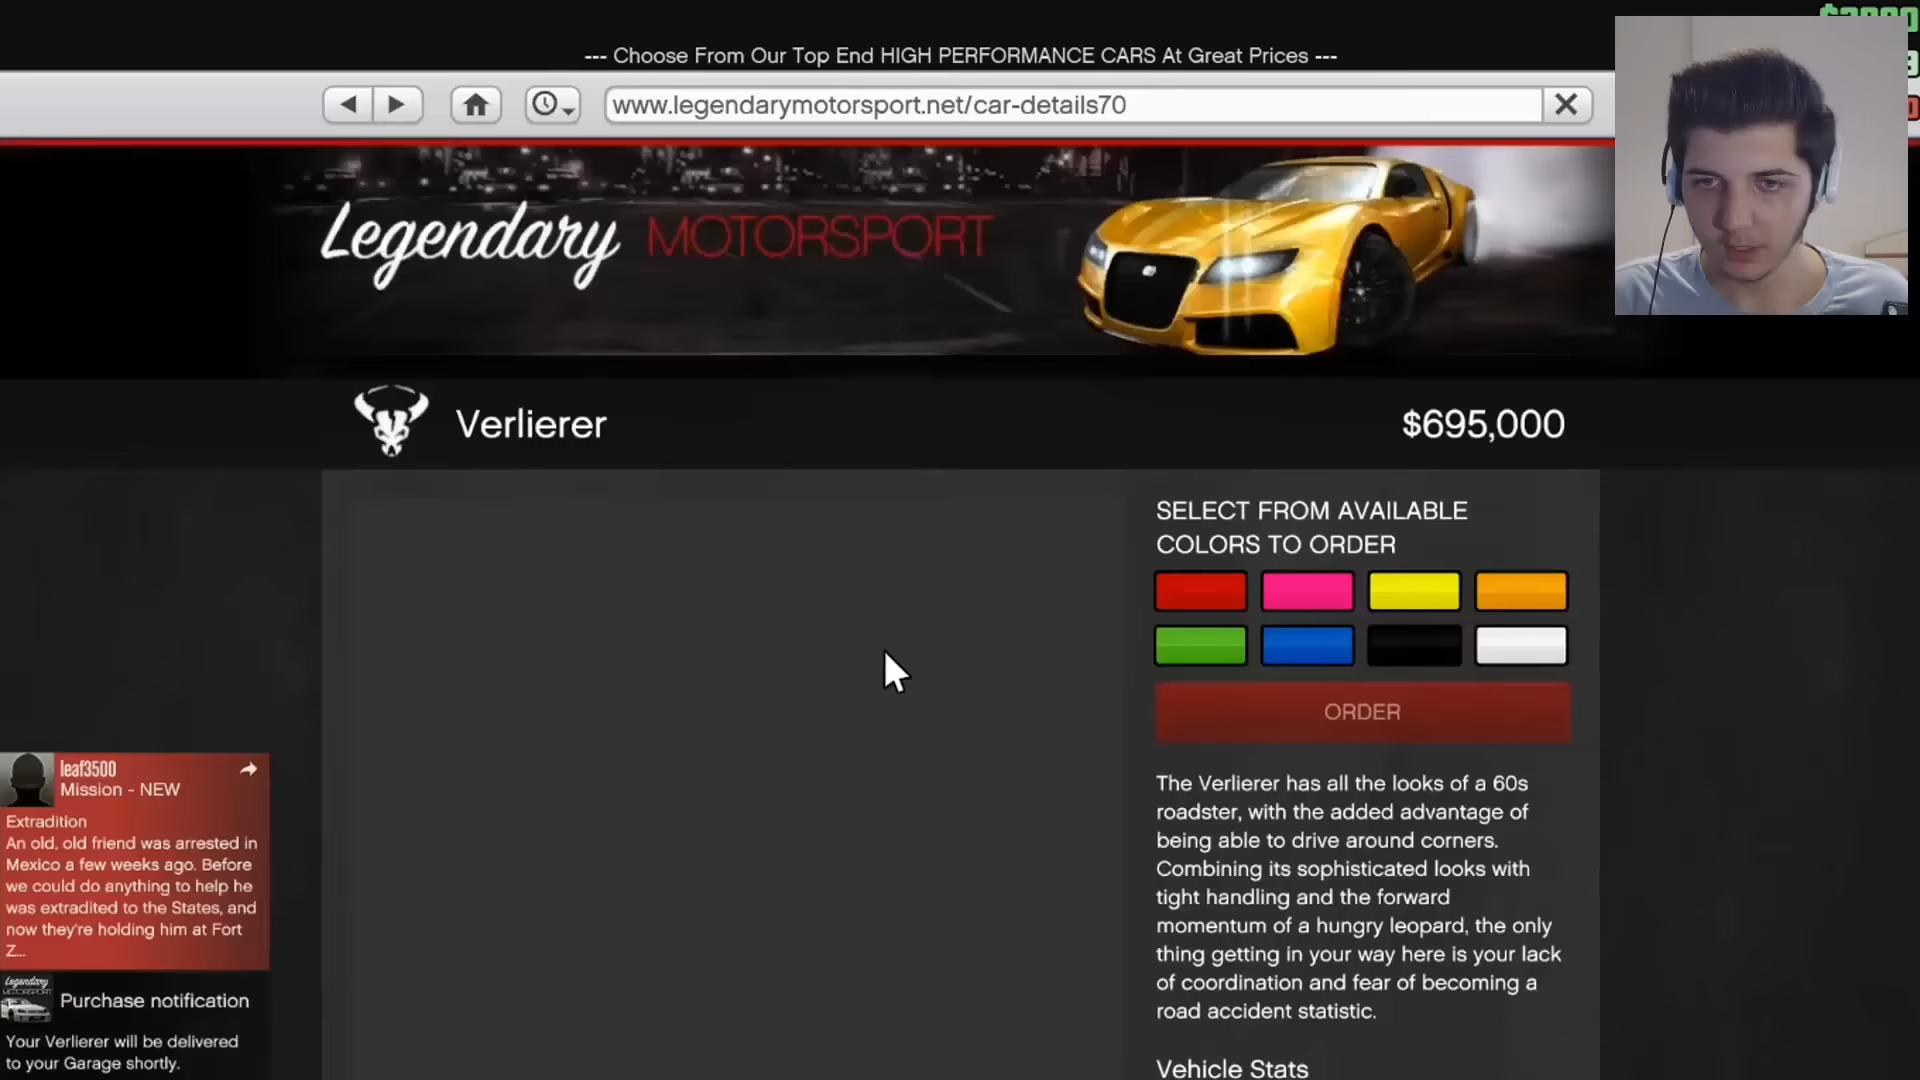 --- Choose From Our Top End HIGH PERFORMANCE CARS At Great Prices ---
www.legendarymotorsport.net/car-details70
Legendary MOTORSPORT
Verlierer
$695,000
SELECT FROM AVAILABLE
COLORS TO ORDER
ORDER
The Verlierer has all the looks of a 60s
roadster, with the added advantage of
being able to drive around corners.
Combining its sophisticated looks with
tight handling and the forward
momentum of a hungry leopard, the only
thing getting in your way here is your lack
of coordination and fear of becoming a
road accident statistic.
Vehicle Stats
leaf3500
Mission - NEW
Extradition
An old, old friend was arrested in
Mexico a few weeks ago. Before
we could do anything to help he
was extradited to the States, and
now they're holding him at Fort
Z...
Legendary
MOTORSPORT
Purchase notification
Your Verlierer will be delivered
to your Garage shortly.